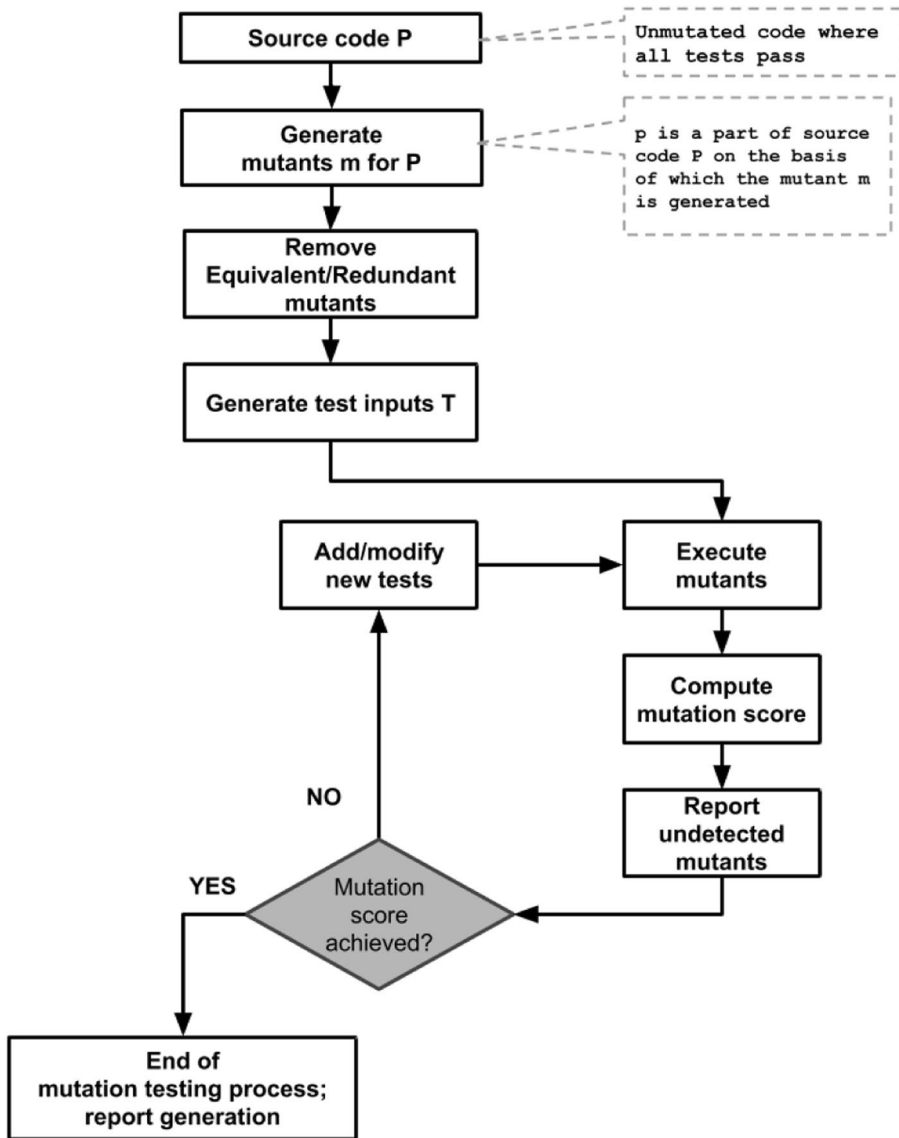 Source code P
Unmutated code where
all tests pass
Generate
mutants m for P
p is a part of source
code P on the basis
of which the mutant m
is generated
Remove
Equivalent/Redundant
mutants
Generate test inputs T
Add/modify
new tests
Execute
mutants
Compute
mutation score
NO
Report
undetected
mutants
YES
Mutation
score
achieved?
End of
mutation testing process;
report generation